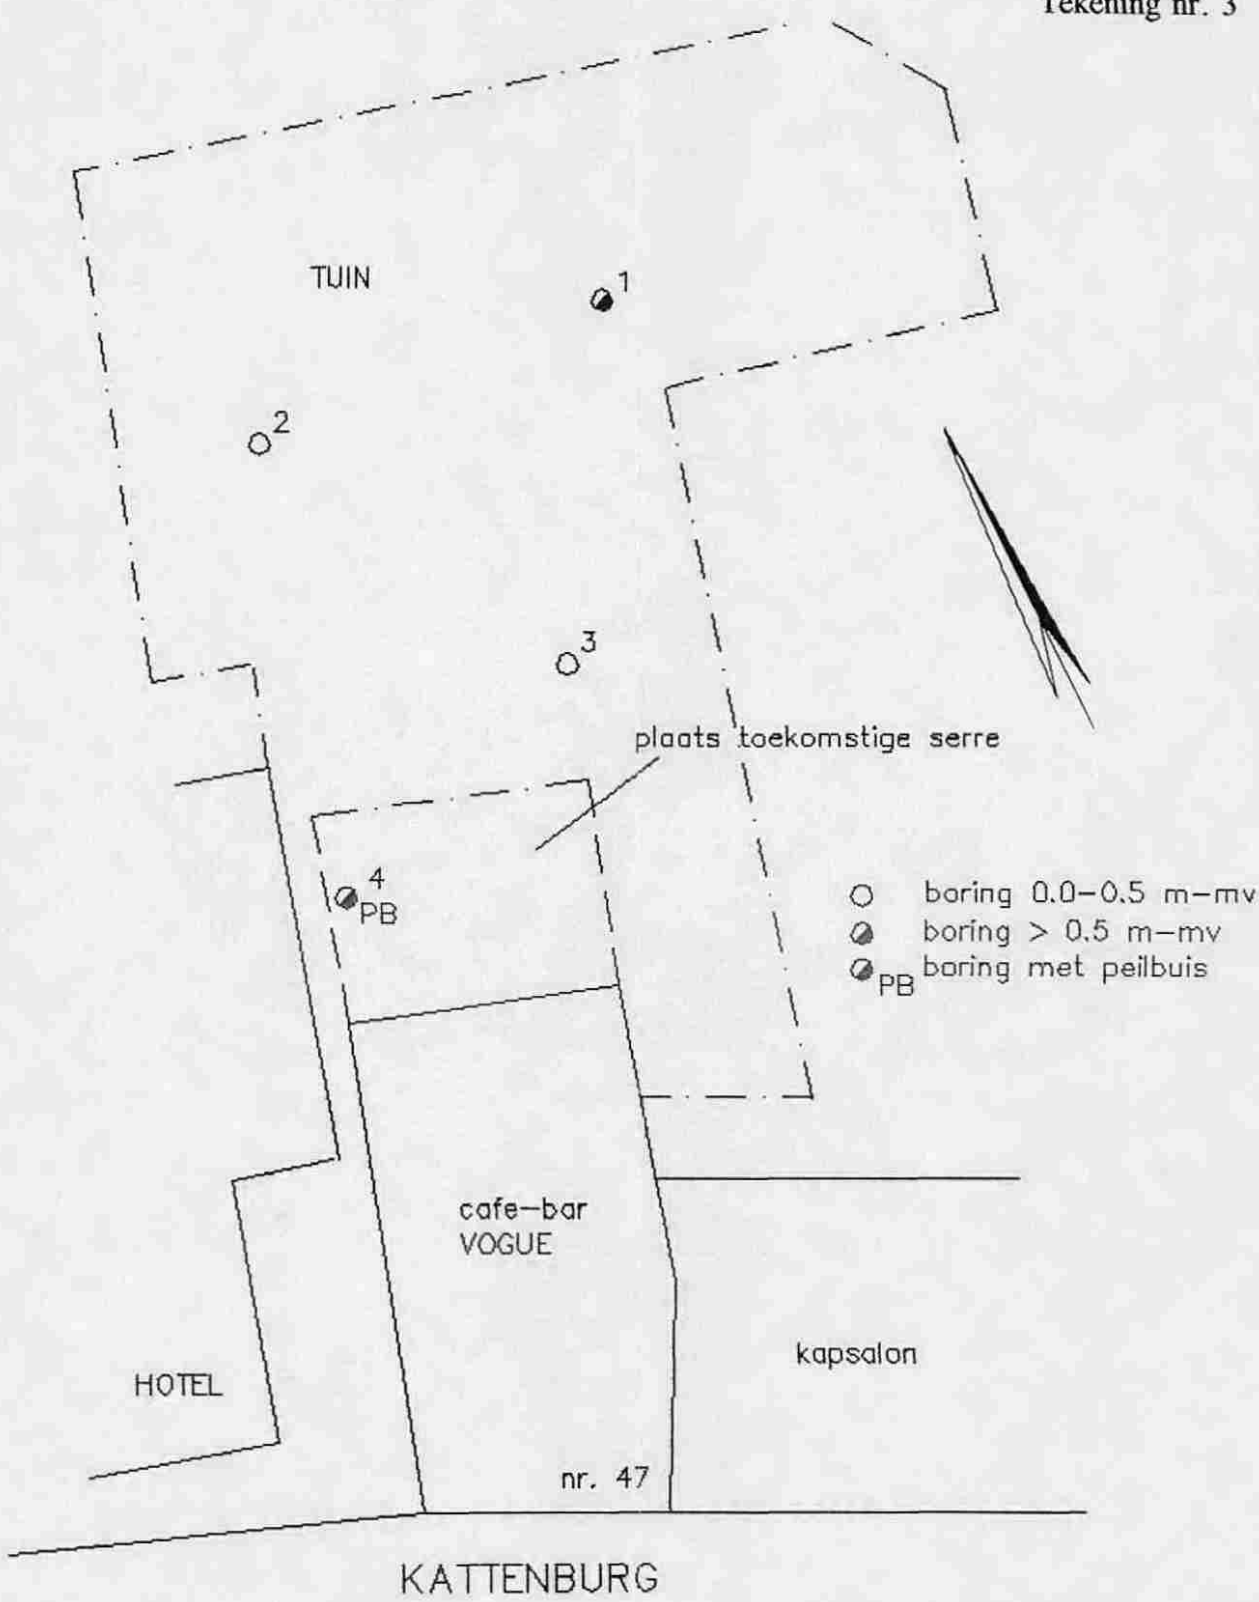 Tekening nr. 3
TUIN
1
2
3
plaats toekomstige serre
4
PB
boring 0.0-0.5 m-mv
boring > 0.5 m-mv
PB boring met peilbuis
cafe-bar
VOGUE
kapsalon
HOTEL
nr. 47
KATTENBURG